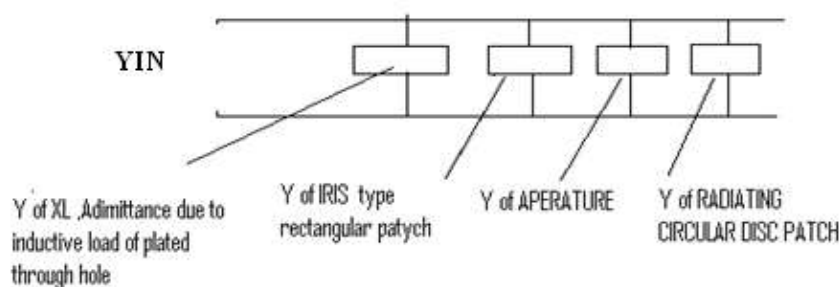 YIN
Y of XL ,Adimittance due to
inductive load of plated
through hole
Y of IRIS type
rectangular patych
Y of APERATURE
Y of RADIATING
CIRCULAR DISC PATCH